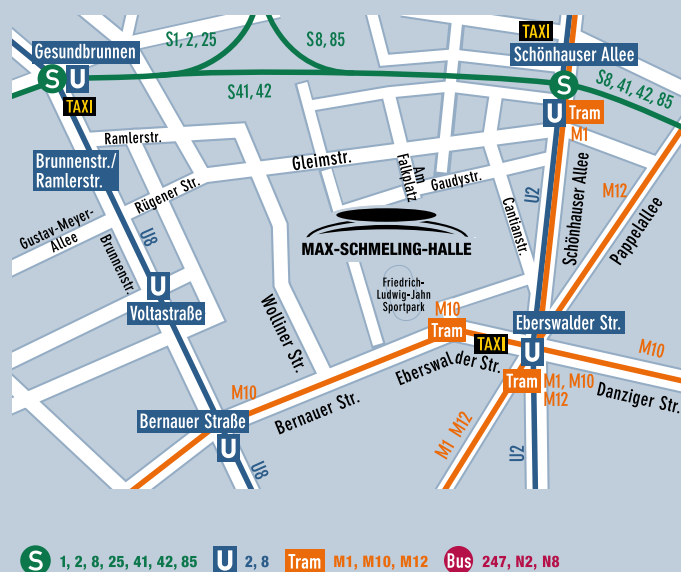 S1, 2, 25
S8, 85
TAXI
Gesundbrunnen
Schönhauser Allee
S U
S41, 42
S
S8, 41, 42, 85
TAXI
U Tram
M1
Ramlerstr.
Brunnenstr./
Ramlerstr.
Gleimstr.
Am
Falkplatz
Gaudystr.
U2
Schönhauser Allee
M12
Pappelallee
Rügener Str.
Gustav-Meyer-
Allee
U8
Brunnenstr.
Cantianstr.
MAX-SCHMELING-HALLE
U
Voltastraße
Friedrich-
Ludwig-Jahn
Sportpark
Wolliner Str.
M10
Tram
TAXI
Eberswalder Str.
U
M10
Eberswalder Str.
Tram M1, M10
M12
Danziger Str.
M10
Bernauer Str.
Bernauer Straße
U
U8
M1 M12
U2
S 1, 2, 8, 25, 41, 42, 85 U 2, 8 Tram M1, M10, M12 Bus 247, N2, N8